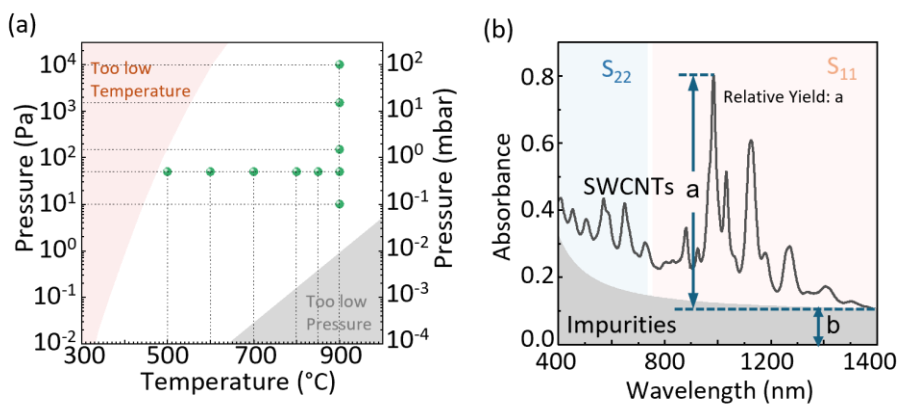 (a)
Too low
Temperature
Too low
Pressure
10⁴
10³
10²
10¹
10⁰
10⁻¹
10⁻²
Pressure (Pa)
10²
10¹
10⁰
10⁻¹
10⁻²
10⁻³
10⁻⁴
Pressure (mbar)
300 500 700 900
Temperature (°C)
(b)
S₂₂
S₁₁
Relative Yield: a
SWCNTs
a
Impurities
b
0.8
0.6
0.4
0.2
0.0
Absorbance
400 800 1200 1400
Wavelength (nm)